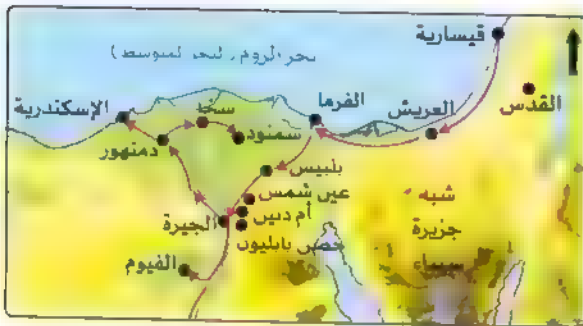 قيسارية
بحر الروم (البحر المتوسط)
القدس
العريش
الفرما
سخا
الإسكندرية
سمنود
دمنهور
بلبيس
عين شمس
أم دنين
الجيزة
حصن بابليون
الفيوم
شبه
جزيرة
سيناء